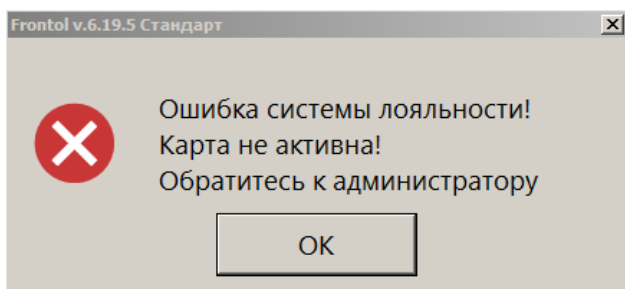 Frontol v.6.19.5 Стандарт
Ошибка системы лояльности!
Карта не активна!
Обратитесь к администратору
OK